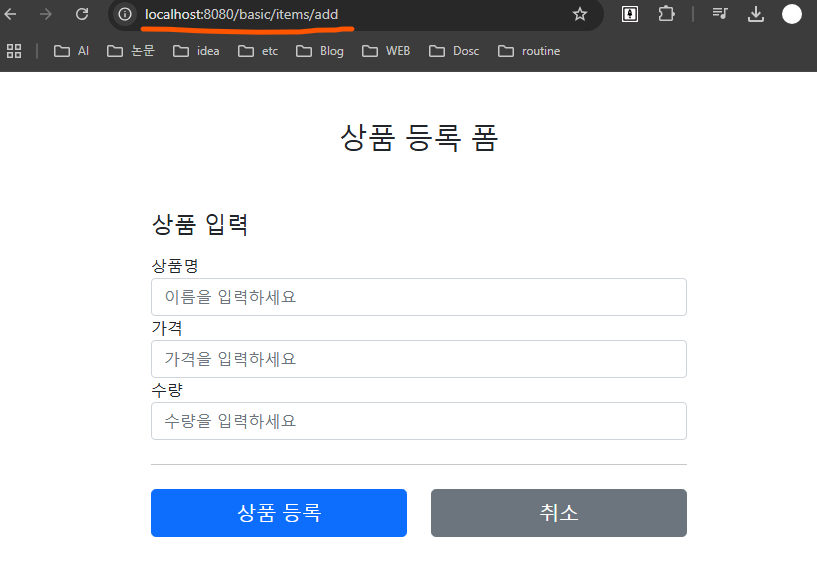 localhost:8080/basic/items/add
AI 논문 idea etc Blog WEB Dosc routine
상품 등록 폼
상품 입력
상품명
이름을 입력하세요
가격
가격을 입력하세요
수량
수량을 입력하세요
상품 등록 취소